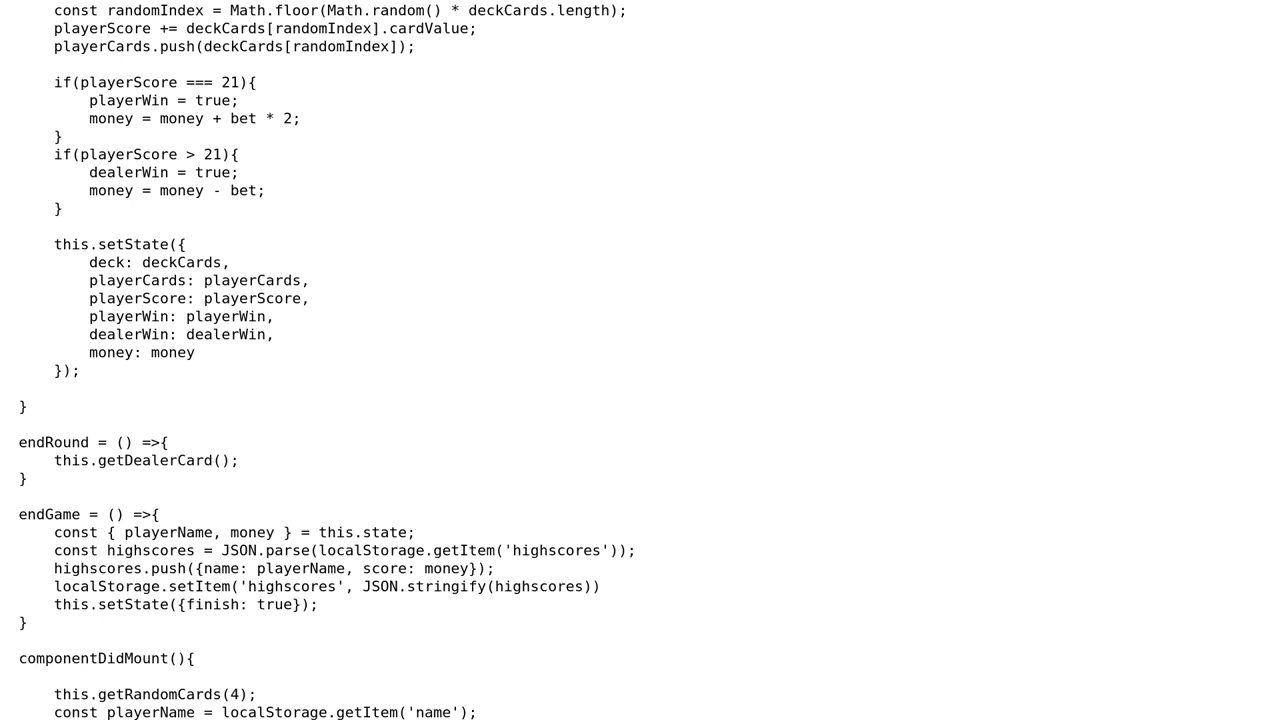 const randomIndex = Math.floor(Math.random() * deckCards.length);
playerScore += deckCards[randomIndex].cardValue;
playerCards.push(deckCards[randomIndex]);
if(playerScore === 21){
playerWin = true;
money = money + bet * 2;
}
if(playerScore > 21){
dealerWin = true;
money = money - bet;
}
this.setState({
deck: deckCards,
playerCards: playerCards,
playerScore: playerScore,
playerWin: playerWin,
dealerWin: dealerWin,
money: money
});
}
endRound = () =>{
this.getDealerCard();
}
endGame = () =>{
const { playerName, money } = this.state;
const highscores = JSON.parse(localStorage.getItem('highscores'));
highscores.push({name: playerName, score: money});
localStorage.setItem('highscores', JSON.stringify(highscores))
this.setState({finish: true});
}
componentDidMount(){
this.getRandomCards(4);
const playerName = localStorage.getItem('name');